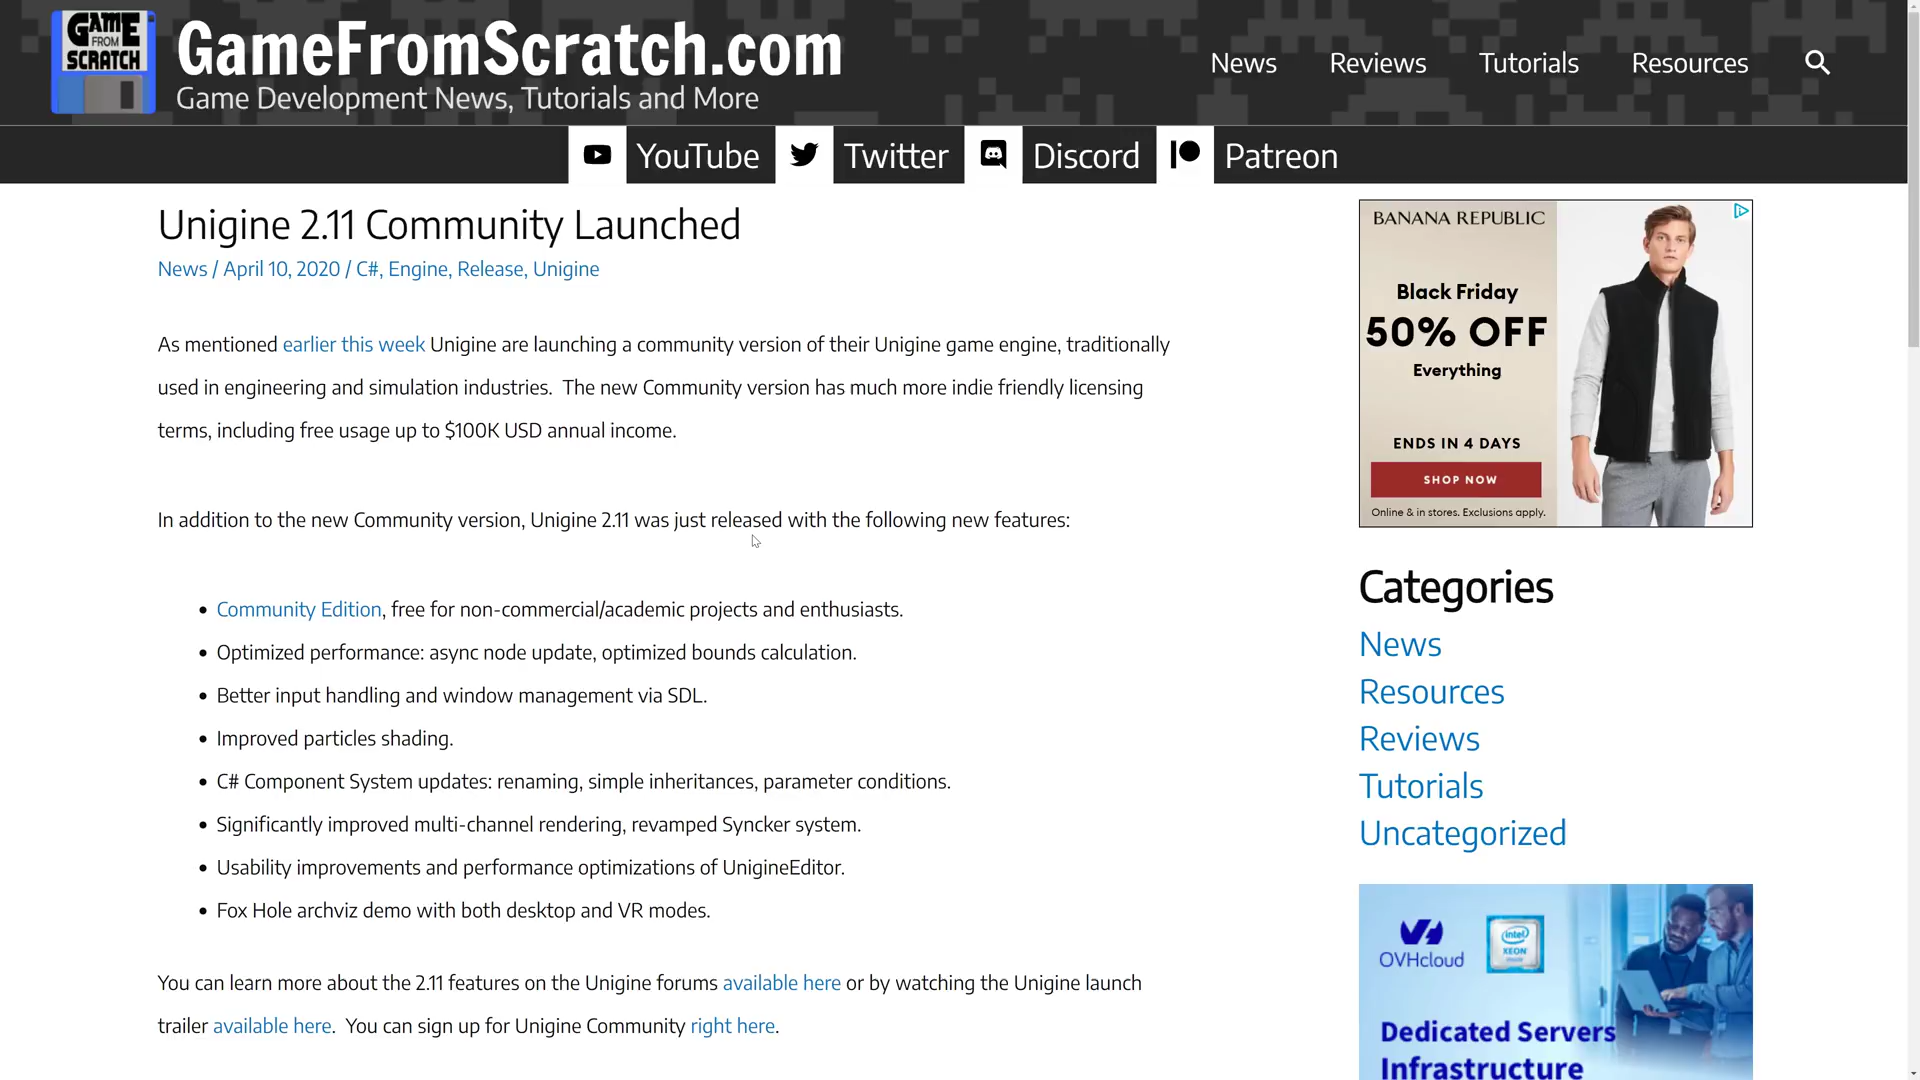 GAME
FROM
SCRATCH
GameFromScratch.com
Game Development News, Tutorials and More
News
Reviews
Tutorials
Resources
YouTube
Twitter
Discord
Patreon
Unigine 2.11 Community Launched
News / April 10, 2020 / C#, Engine, Release, Unigine
As mentioned earlier this week Unigine are launching a community version of their Unigine game engine, traditionally
used in engineering and simulation industries.  The new Community version has much more indie friendly licensing
terms, including free usage up to $100K USD annual income.
In addition to the new Community version, Unigine 2.11 was just released with the following new features:
• Community Edition, free for non-commercial/academic projects and enthusiasts.
• Optimized performance: async node update, optimized bounds calculation.
• Better input handling and window management via SDL.
• Improved particles shading.
• C# Component System updates: renaming, simple inheritances, parameter conditions.
• Significantly improved multi-channel rendering, revamped Syncker system.
• Usability improvements and performance optimizations of UnigineEditor.
• Fox Hole archviz demo with both desktop and VR modes.
You can learn more about the 2.11 features on the Unigine forums available here or by watching the Unigine launch
trailer available here.  You can sign up for Unigine Community right here.
BANANA REPUBLIC
Black Friday
50% OFF
Everything
ENDS IN 4 DAYS
SHOP NOW
Online & in stores. Exclusions apply.
Categories
News
Resources
Reviews
Tutorials
Uncategorized
OVHcloud
intel
XEON
Dedicated Servers
Infrastructure